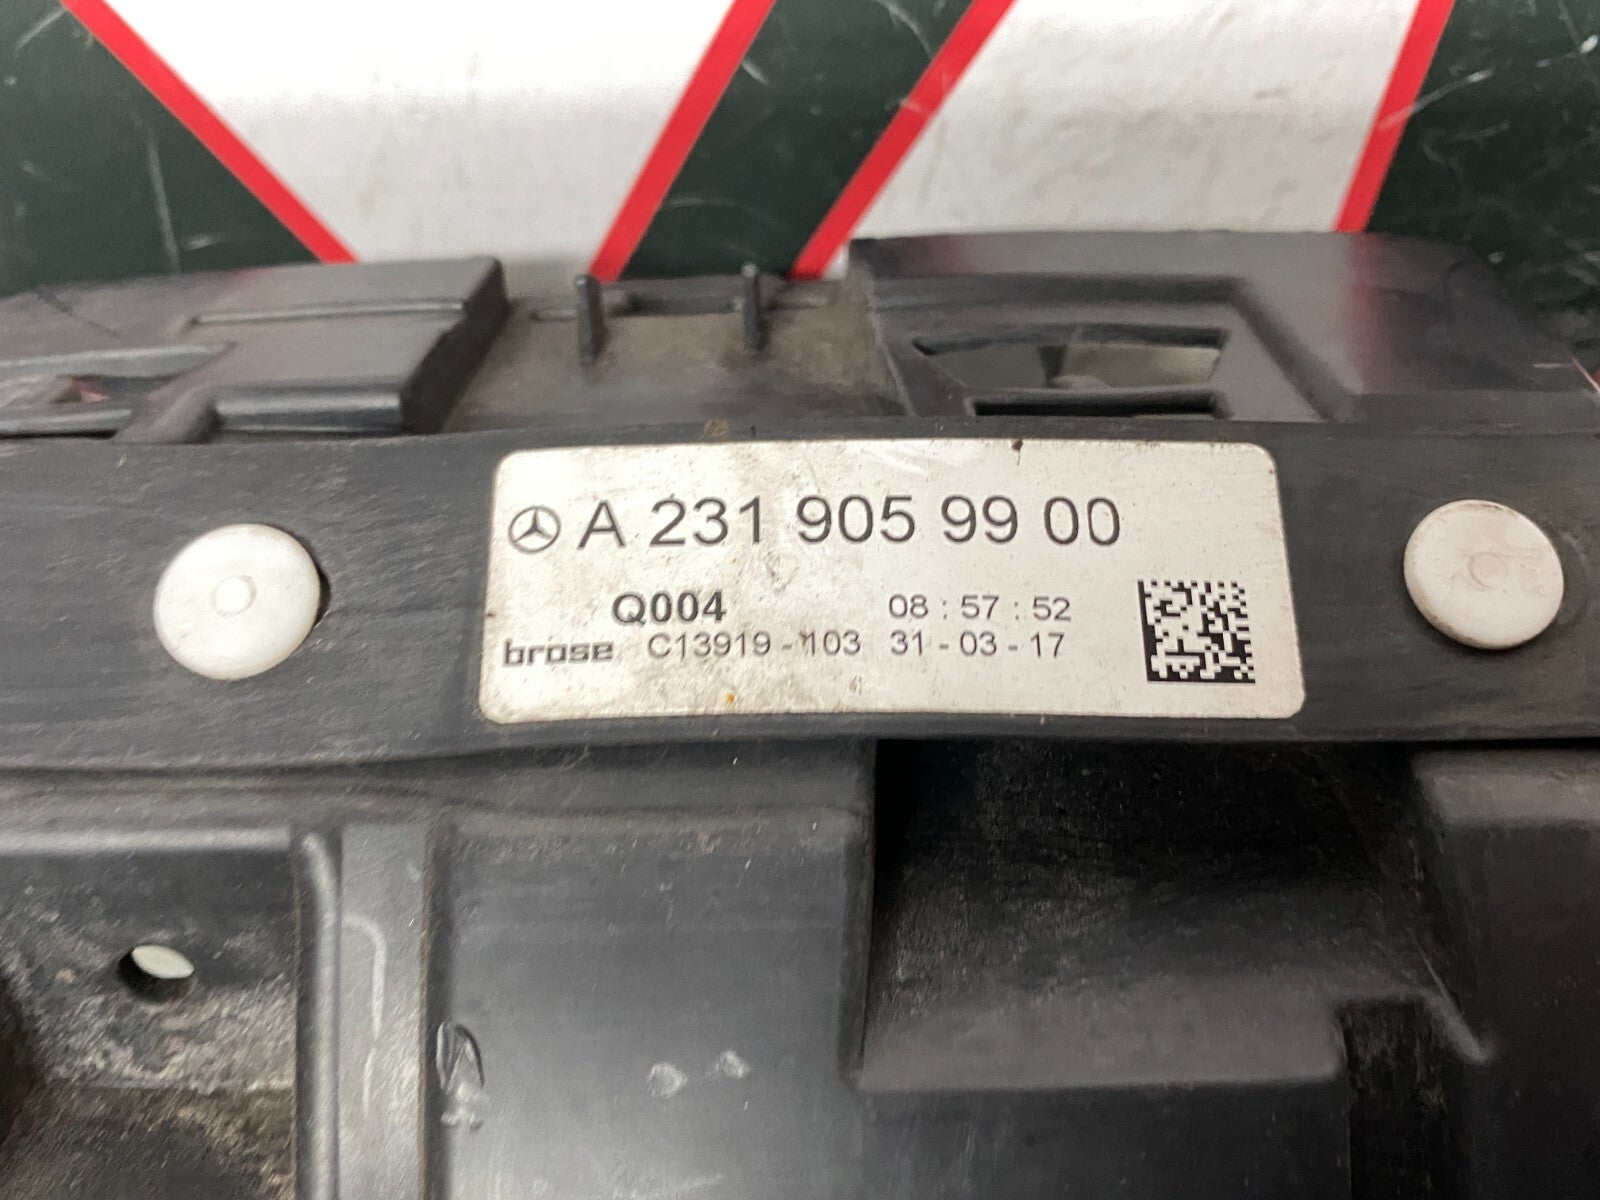 A 231 905 99 00
Q004 08 : 57 : 52
brose C13919 - 103 31 - 03 - 17